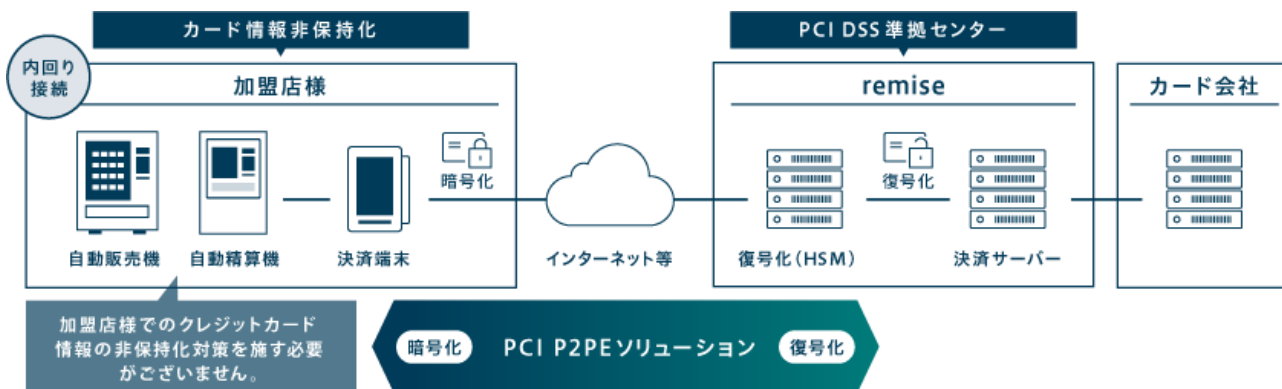 カード情報非保持化
PCI DSS 準拠センター
内回り
接続
加盟店様
remise
カード会社
暗号化
復号化
自動販売機
自動精算機
決済端末
インターネット等
復号化(HSM)
決済サーバー
加盟店様でのクレジットカード
情報の非保持化対策を施す必要
がございません。
暗号化
PCI P2PEソリューション
復号化